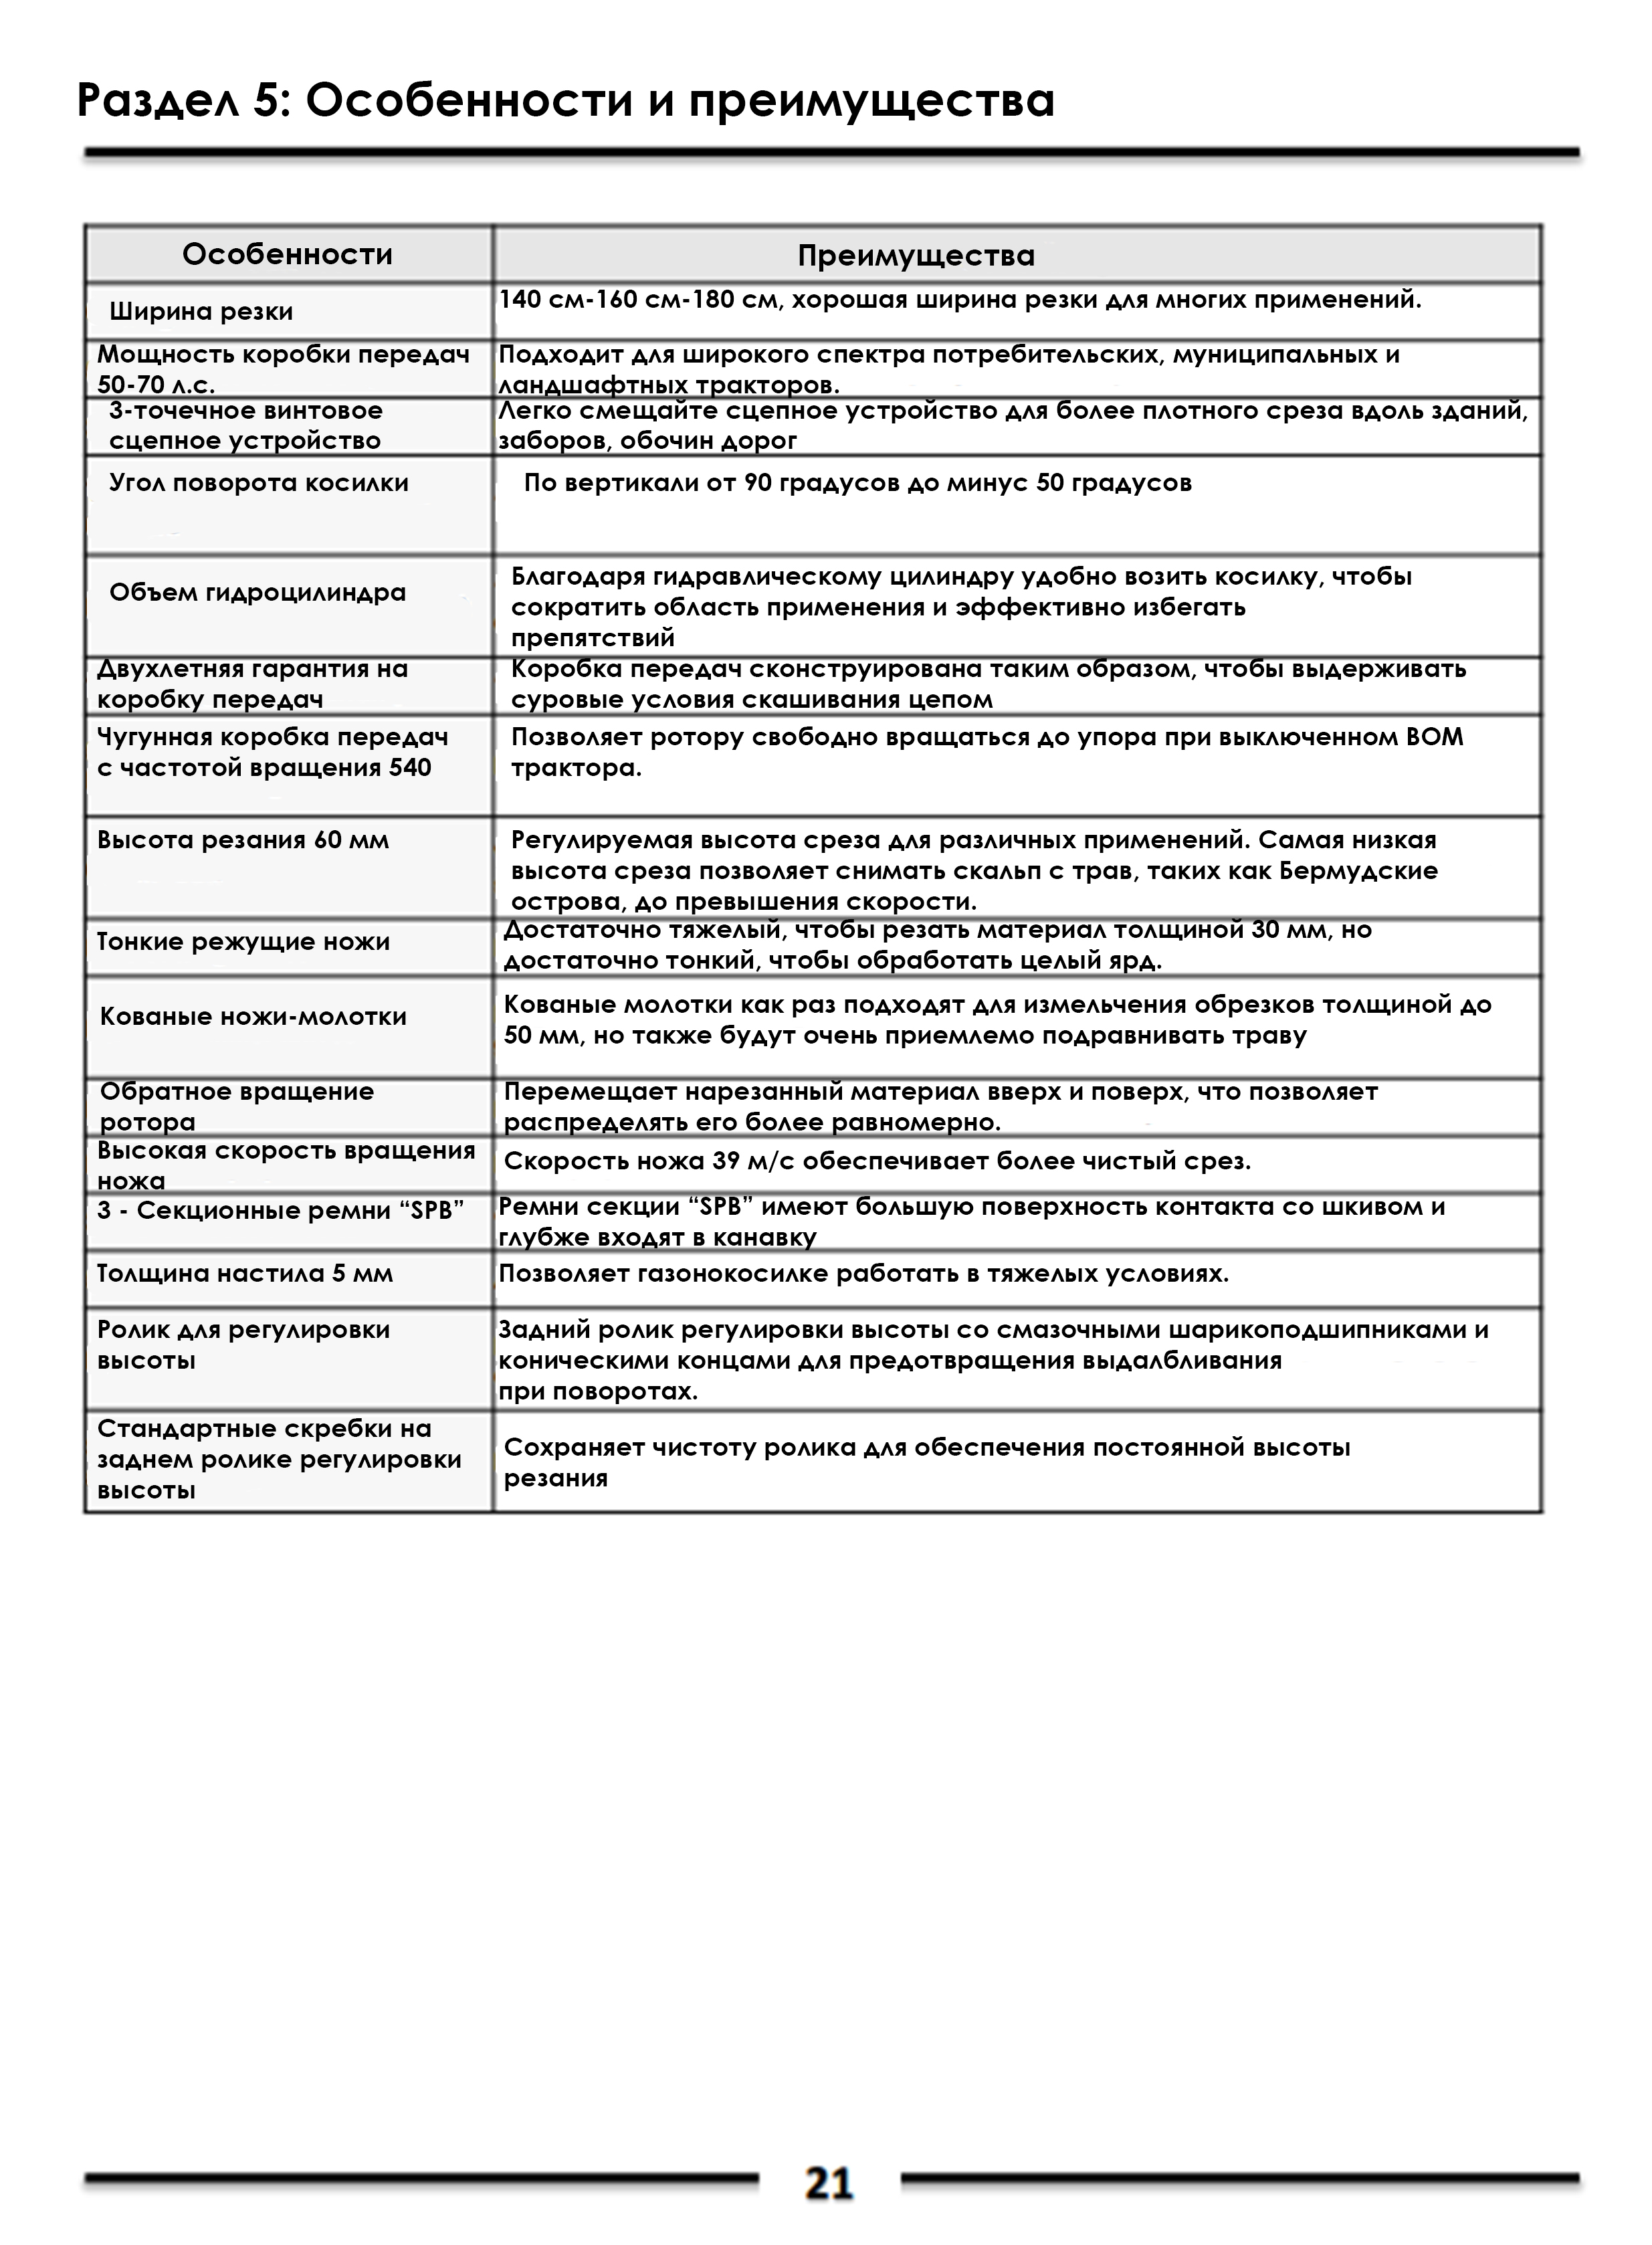 Раздел 5: Особенности и преимущества
Особенности
Преимущества
Ширина резки
140 см-160 см-180 см, хорошая ширина резки для многих применений.
Мощность коробки передач
50-70 л.с.
Подходит для широкого спектра потребительских, муниципальных и
ландшафтных тракторов.
3-точечное винтовое
сцепное устройство
Легко смещайте сцепное устройство для более плотного среза вдоль зданий,
заборов, обочин дорог
Угол поворота косилки
По вертикали от 90 градусов до минус 50 градусов
Объем гидроцилиндра
Благодаря гидравлическому цилиндру удобно возить косилку, чтобы
сократить область применения и эффективно избегать
препятствий
Двухлетняя гарантия на
коробку передач
Коробка передач сконструирована таким образом, чтобы выдерживать
суровые условия скашивания цепом
Чугунная коробка передач
с частотой вращения 540
Позволяет ротору свободно вращаться до упора при выключенном ВОМ
трактора.
Высота резания 60 мм
Регулируемая высота среза для различных применений. Самая низкая
высота среза позволяет снимать скальп с трав, таких как Бермудские
острова, до превышения скорости.
Тонкие режущие ножи
Достаточно тяжелый, чтобы резать материал толщиной 30 мм, но
достаточно тонкий, чтобы обработать целый ярд.
Кованые ножи-молотки
Кованые молотки как раз подходят для измельчения обрезков толщиной до
50 мм, но также будут очень приемлемо подравнивать траву
Обратное вращение
ротора
Перемещает нарезанный материал вверх и поверх, что позволяет
распределять его более равномерно.
Высокая скорость вращения
ножа
Скорость ножа 39 м/с обеспечивает более чистый срез.
3 - Секционные ремни “SPB”
Ремни секции “SPB” имеют большую поверхность контакта со шкивом и
глубже входят в канавку
Толщина настила 5 мм
Позволяет газонокосилке работать в тяжелых условиях.
Ролик для регулировки
высоты
Задний ролик регулировки высоты со смазочными шарикоподшипниками и
коническими концами для предотвращения выдалбливания
при поворотах.
Стандартные скребки на
заднем ролике регулировки
высоты
Сохраняет чистоту ролика для обеспечения постоянной высоты
резания
21